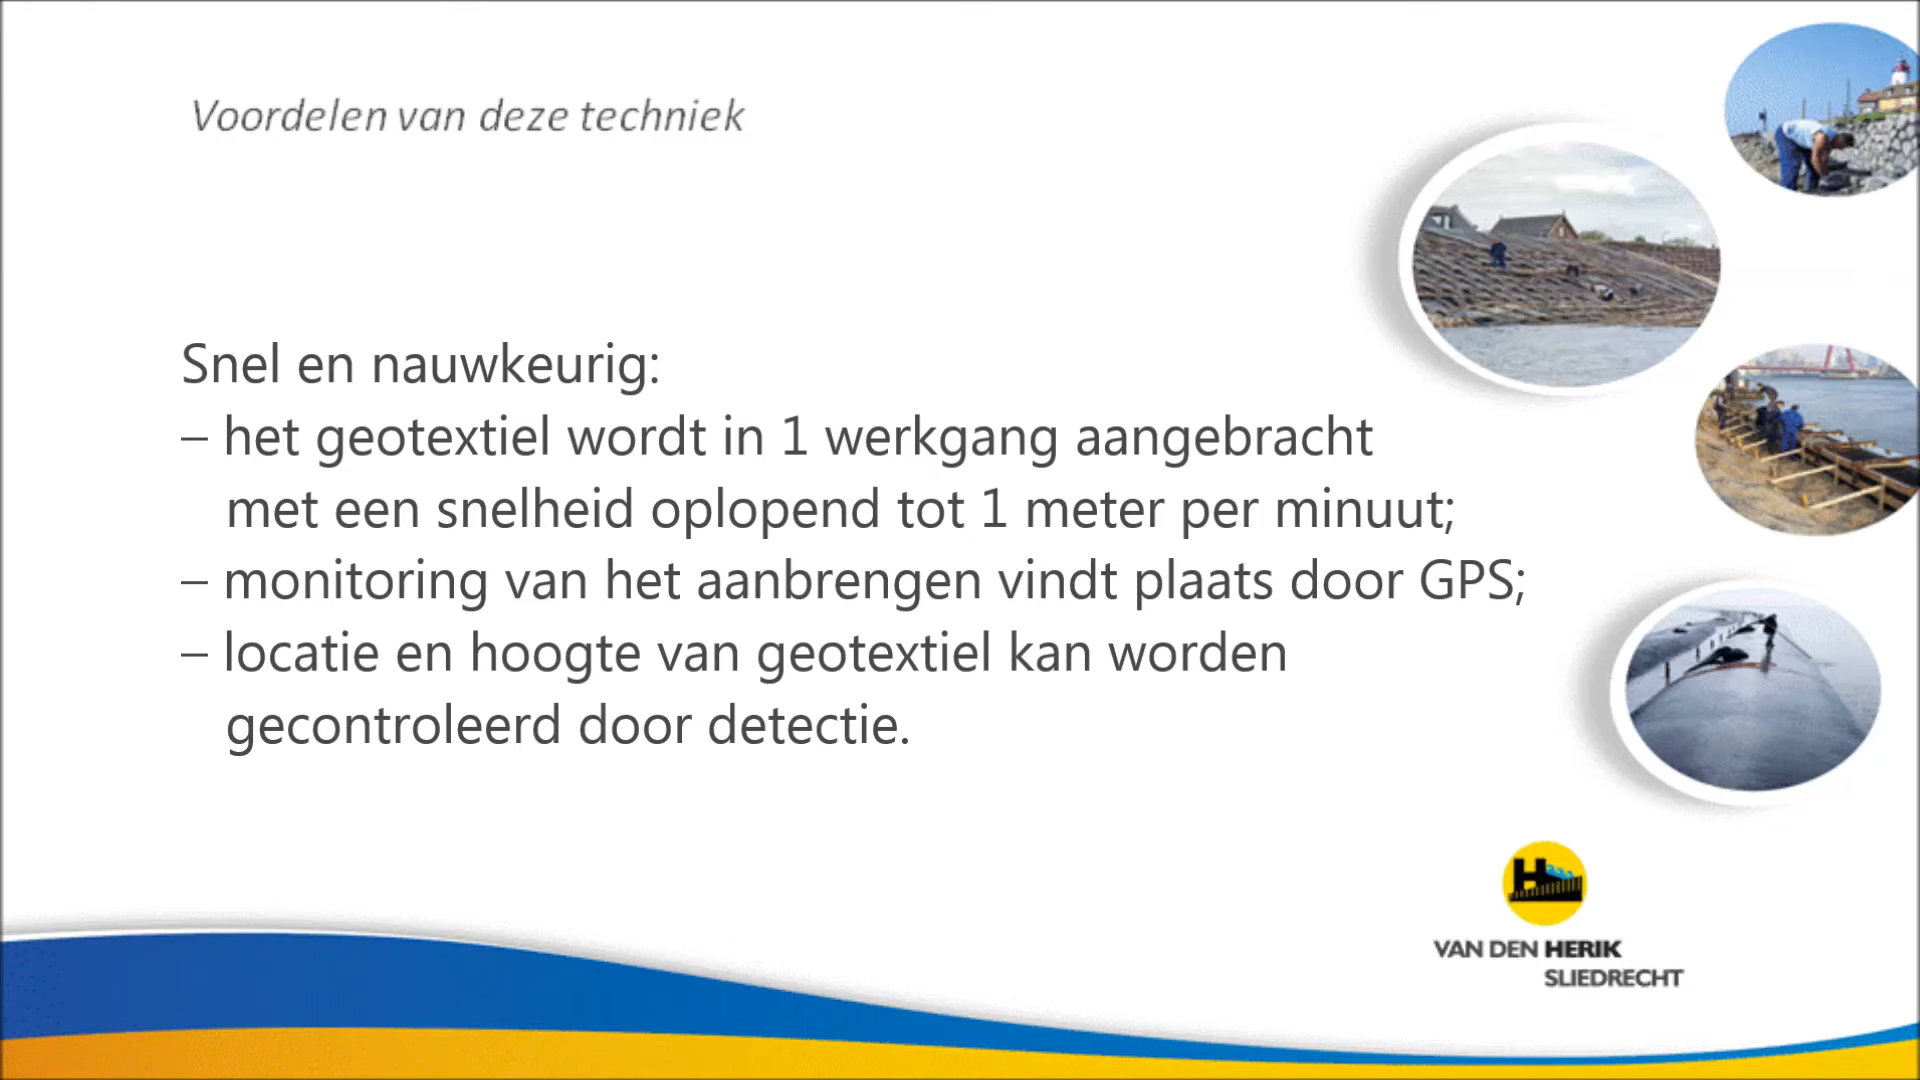 Voordelen van deze techniek
Snel en nauwkeurig:
– het geotextiel wordt in 1 werkgang aangebracht
met een snelheid oplopend tot 1 meter per minuut;
– monitoring van het aanbrengen vindt plaats door GPS;
– locatie en hoogte van geotextiel kan worden
gecontroleerd door detectie.
H
VAN DEN HERIK
SLIEDRECHT